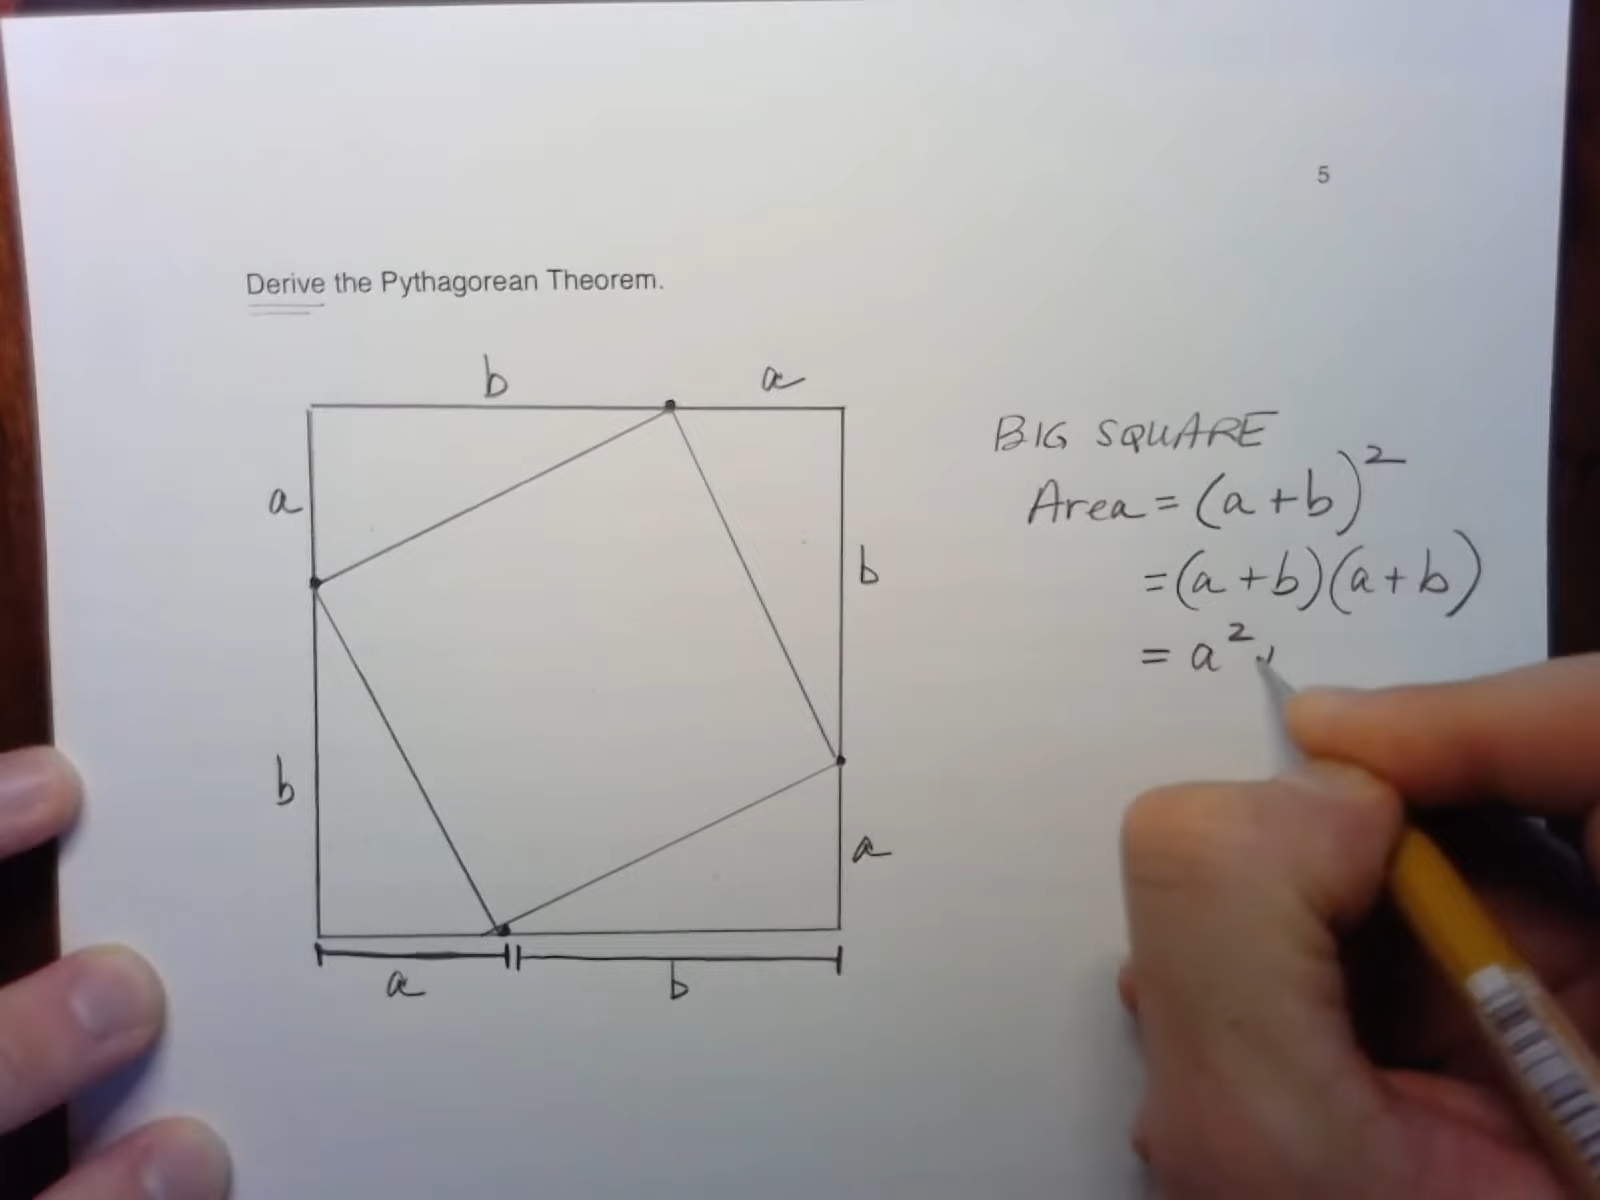 5
Derive the Pythagorean Theorem.
b a
a
b
b
a
a b
BIG SQUARE
Area = (a+b)²
= (a+b)(a+b)
= a² +